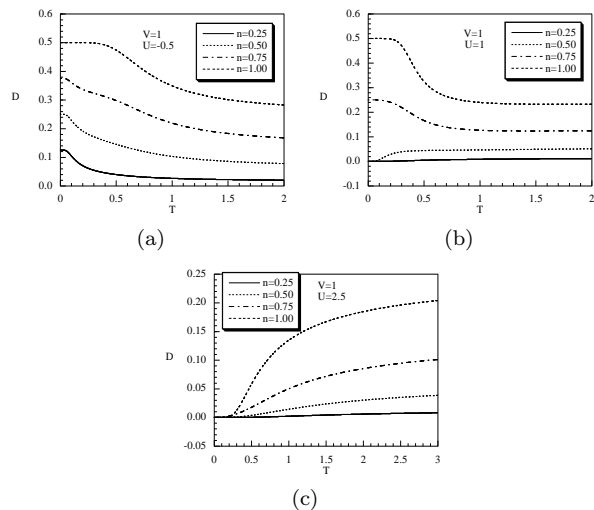 0.6
0.5
0.4
0.3
0.2
0.1
0.0
D
V=1
U=-0.5
n=0.25
n=0.50
n=0.75
n=1.00
0
0.5
1
1.5
2
T
(a)
0.6
0.5
0.4
0.3
0.2
0.1
0.0
-0.1
D
V=1
U=1
n=0.25
n=0.50
n=0.75
n=1.00
0
0.5
1
1.5
2
T
(b)
0.25
0.20
0.15
0.10
0.05
0.00
-0.05
D
n=0.25
n=0.50
n=0.75
n=1.00
V=1
U=2.5
0
0.5
1
1.5
2
2.5
3
T
(c)